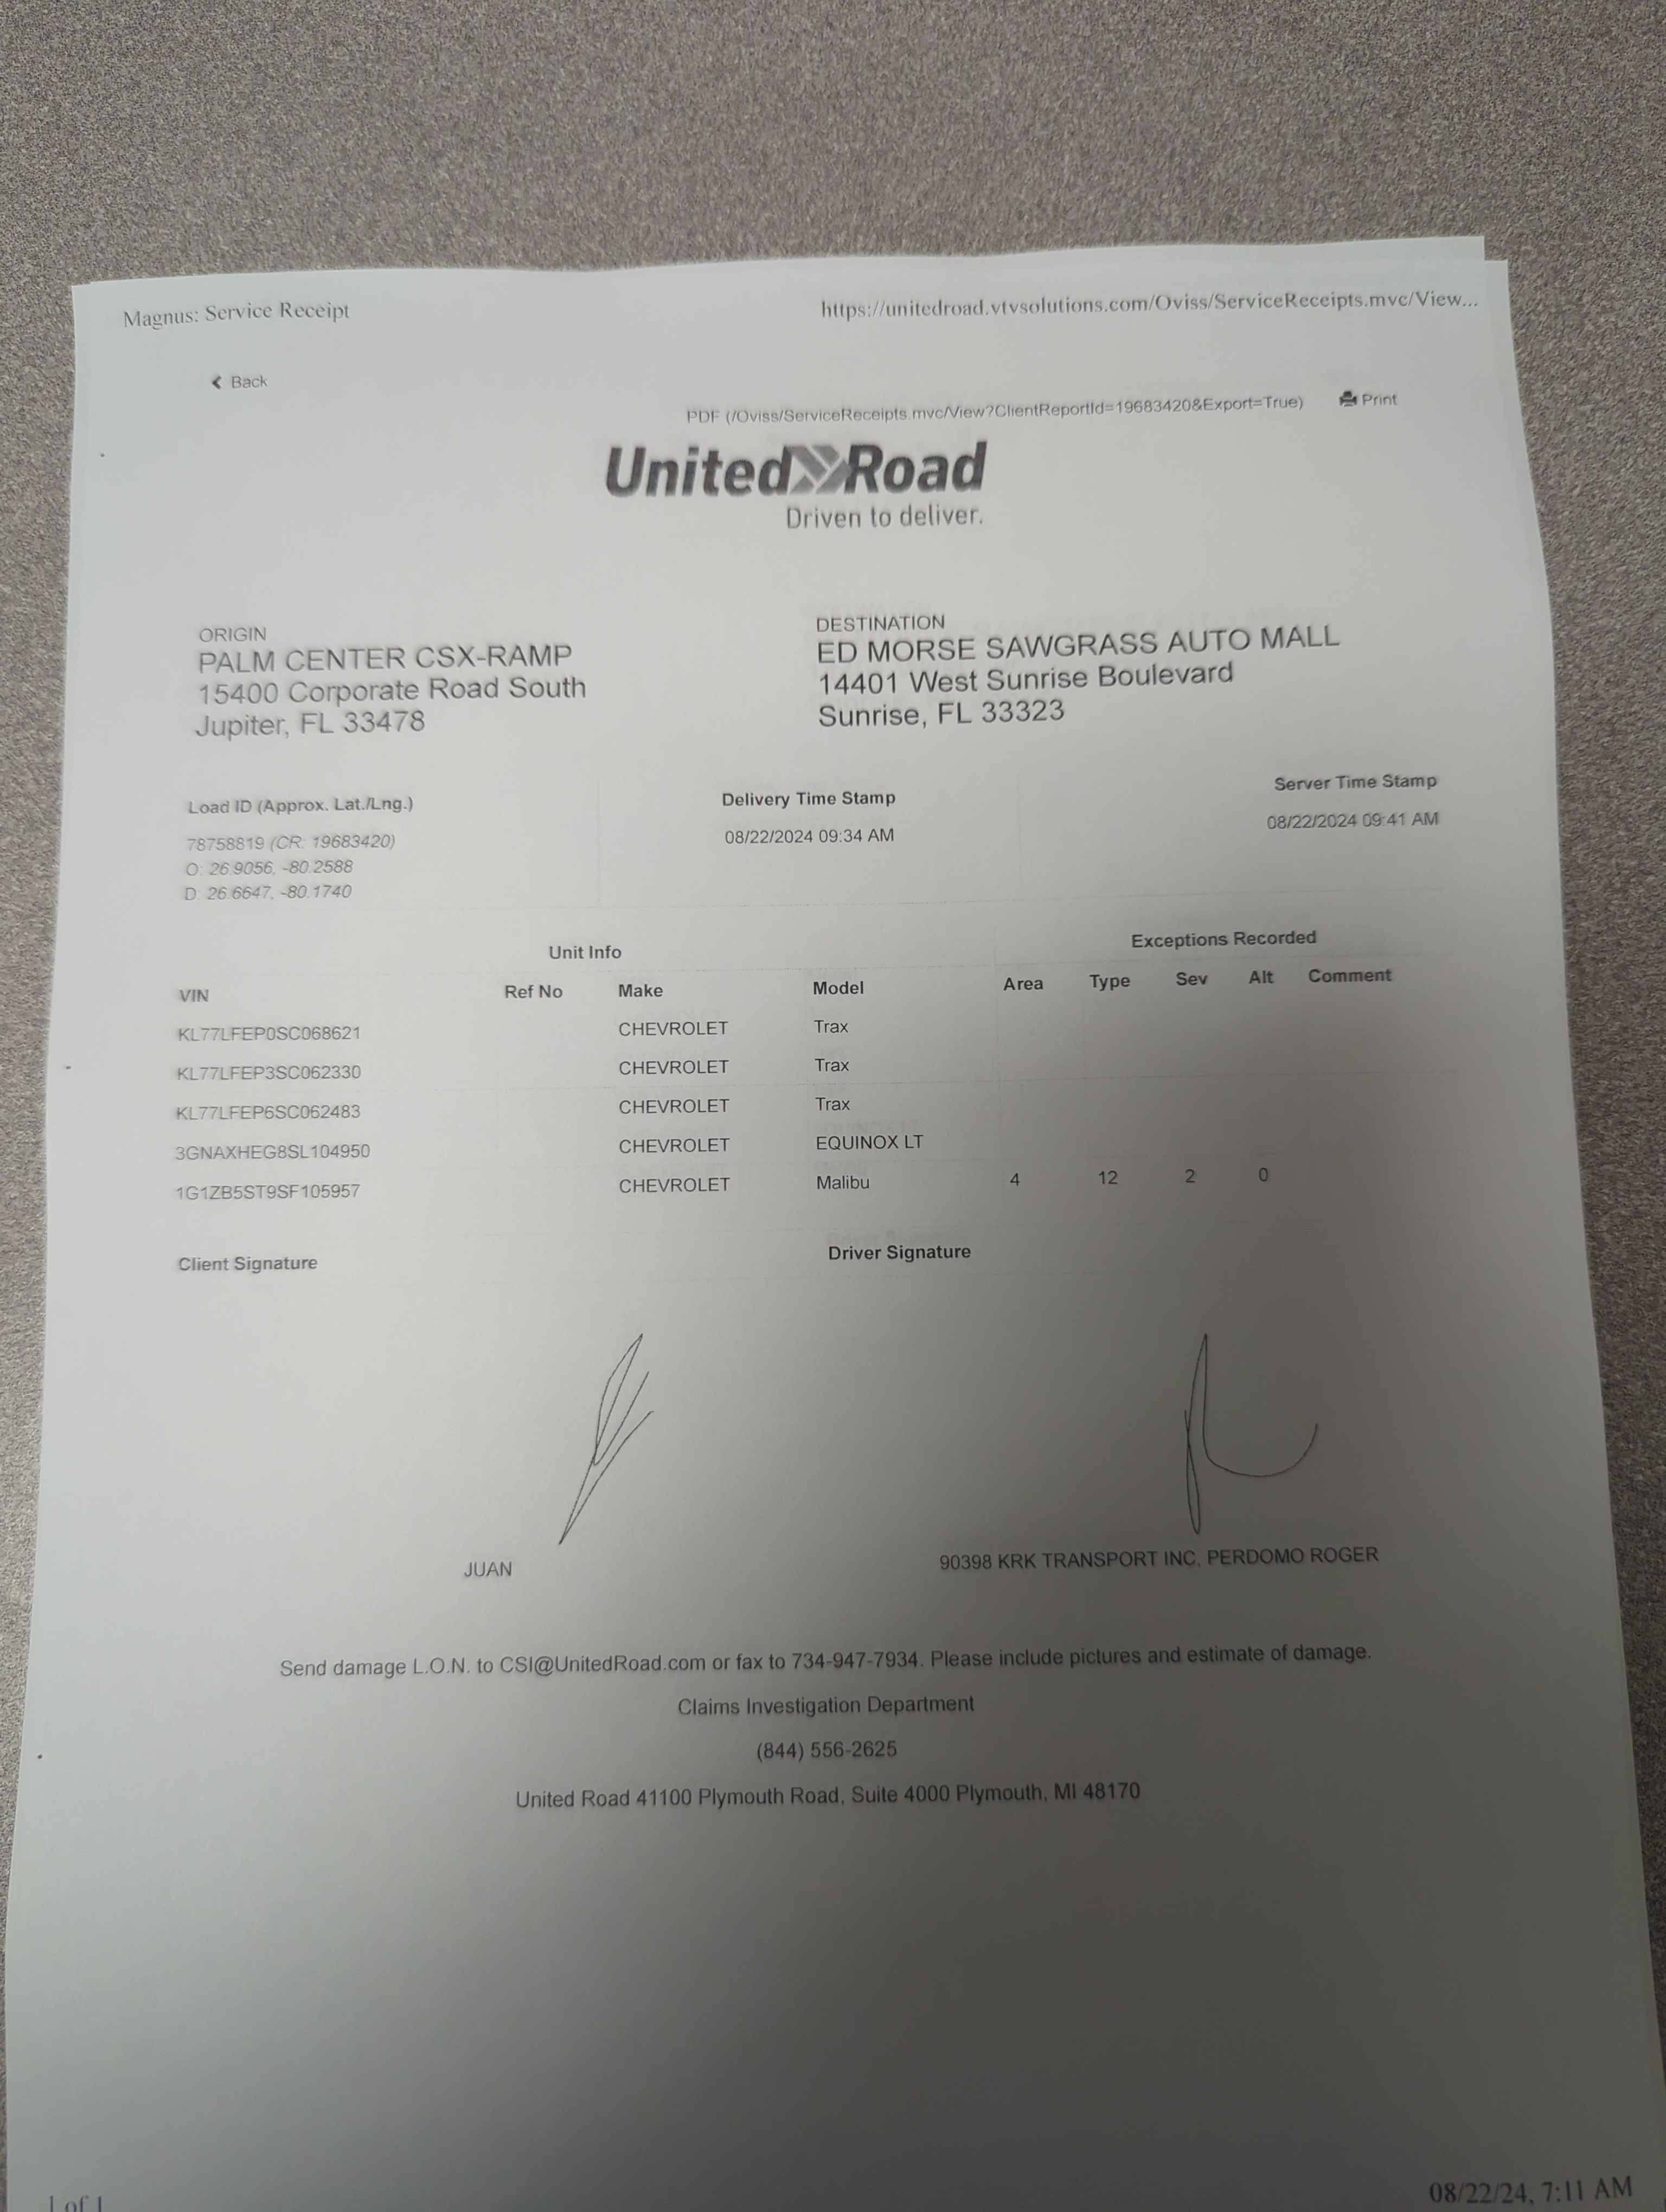 Magnus: Service Receipt https://unitedroad.vtvsolutions.com/Oviss/ServiceReceipts.mvc/View...
Back
PDF (/Oviss/ServiceReceipts.mvc/View?ClientReportId=19683420&Export=True) Print
United Road
Driven to deliver.
ORIGIN
PALM CENTER CSX-RAMP
15400 Corporate Road South
Jupiter, FL 33478
DESTINATION
ED MORSE SAWGRASS AUTO MALL
14401 West Sunrise Boulevard
Sunrise, FL 33323
Load ID (Approx. Lat./Lng.)
78758819 (CR: 19683420)
O: 26.9056, -80.2588
D: 26.6647, -80.1740
Delivery Time Stamp
08/22/2024 09:34 AM
Server Time Stamp
08/22/2024 09:41 AM
Unit Info Exceptions Recorded
VIN Ref No Make Model Area Type Sev Alt Comment
KL77LFEP0SC068621 CHEVROLET Trax
KL77LFEP3SC062330 CHEVROLET Trax
KL77LFEP6SC062483 CHEVROLET Trax
3GNAXHEG8SL104950 CHEVROLET EQUINOX LT
1G1ZB5ST9SF105957 CHEVROLET Malibu 4 12 2 0
Client Signature Driver Signature
JUAN 90398 KRK TRANSPORT INC, PERDOMO ROGER
Send damage L.O.N. to CSI@UnitedRoad.com or fax to 734-947-7934. Please include pictures and estimate of damage.
Claims Investigation Department
(844) 556-2625
United Road 41100 Plymouth Road, Suite 4000 Plymouth, MI 48170
1 of 1 08/22/24, 7:11 AM